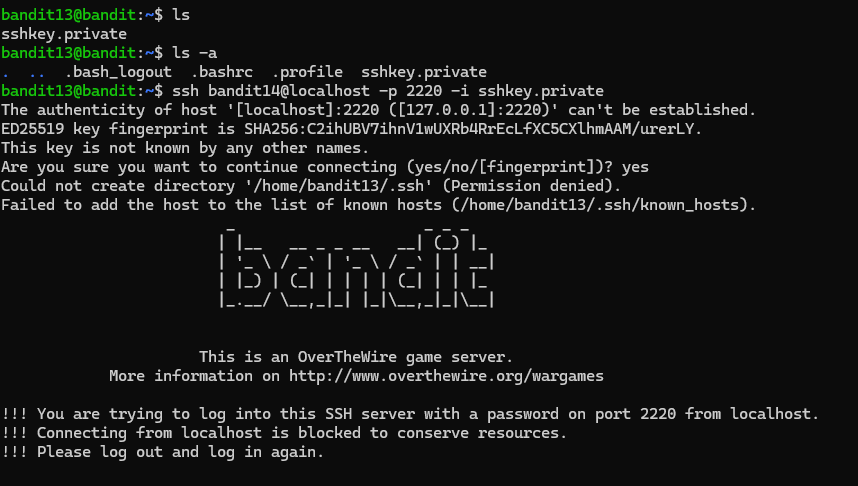 bandit13@bandit:~$ ls
sshkey.private
bandit13@bandit:~$ ls -a
.  ..  .bash_logout  .bashrc  .profile  sshkey.private
bandit13@bandit:~$ ssh bandit14@localhost -p 2220 -i sshkey.private
The authenticity of host '[localhost]:2220 ([127.0.0.1]:2220)' can't be established.
ED25519 key fingerprint is SHA256:C2ihUBV7ihnV1wUXRb4RrEcLfXC5CXlhmAAM/urerLY.
This key is not known by any other names.
Are you sure you want to continue connecting (yes/no/[fingerprint])? yes
Could not create directory '/home/bandit13/.ssh' (Permission denied).
Failed to add the host to the list of known hosts (/home/bandit13/.ssh/known_hosts).
bandit
This is an OverTheWire game server.
More information on http://www.overthewire.org/wargames
!!! You are trying to log into this SSH server with a password on port 2220 from localhost.
!!! Connecting from localhost is blocked to conserve resources.
!!! Please log out and log in again.